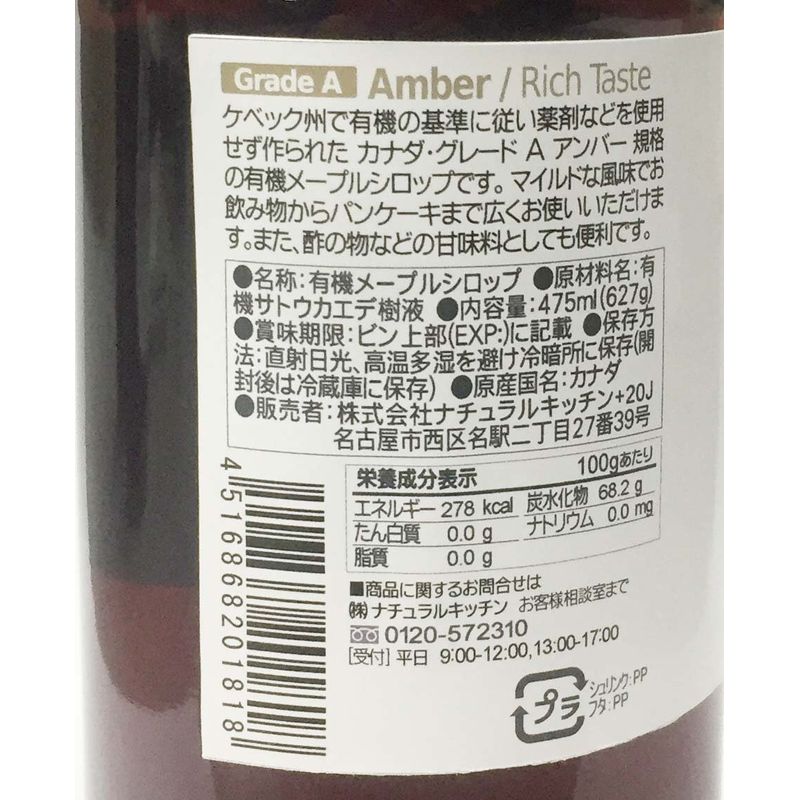 Grade A Amber / Rich Taste
ケベック州で有機の基準に従い薬剤などを使用
せず作られた カナダ・グレード A アンバー 規格
の有機メープルシロップです。マイルドな風味でお
飲み物からパンケーキまで広くお使いいただけま
す。また、酢の物などの甘味料としても便利です。
●名称：有機メープルシロップ ●原材料名：有
機サトウカエデ樹液 ●内容量：475ml(627g)
●賞味期限：ビン上部(EXP:)に記載 ●保存方
法：直射日光、高温多湿を避け冷暗所に保存(開
封後は冷蔵庫に保存) ●原産国名：カナダ
●販売者：株式会社ナチュラルキッチン+20J
名古屋市西区名駅二丁目27番39号
栄養成分表示 100gあたり
エネルギー 278 kcal 炭水化物 68.2 g
たん白質 0.0 g ナトリウム 0.0 mg
脂質 0.0 g
■商品に関するお問合せは
㈱ ナチュラルキッチン お客様相談室まで
0120-572310
[受付] 平日 9:00-12:00,13:00-17:00
プラ シュリンク:PP
フタ:PP
4516868201818